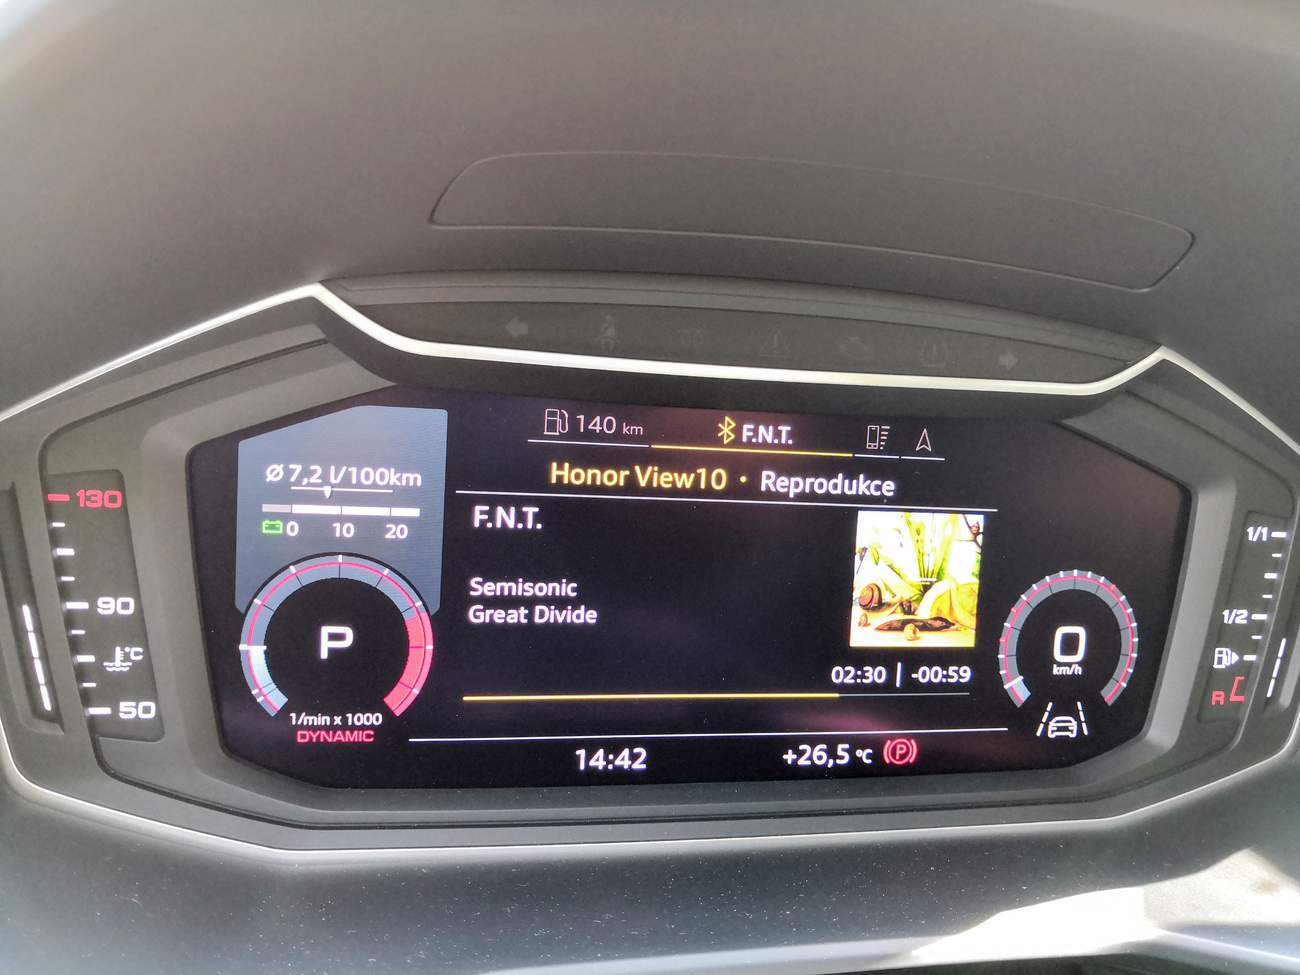 140 km
F.N.T.
Honor View10 · Reprodukce
Ø 7,2 l/100km
0 10 20
F.N.T.
Semisonic
Great Divide
02:30 | -00:59
P
1/min x 1000
DYNAMIC
0
km/h
14:42
+26,5 °C
(P)
130
90
°C
50
1/1
1/2
R